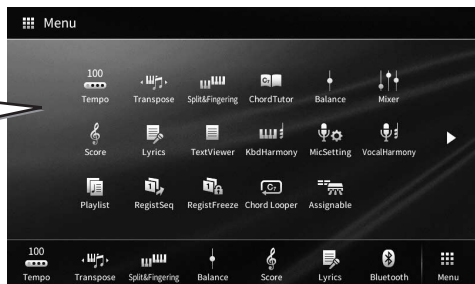 Menu
100
Tempo Transpose Split&Fingering ChordTutor Balance Mixer
Score Lyrics TextViewer KbdHarmony MicSetting VocalHarmony
Playlist RegistSeq RegistFreeze Chord Looper Assignable
100
Tempo Transpose Split&Fingering Balance Score Lyrics Bluetooth Menu